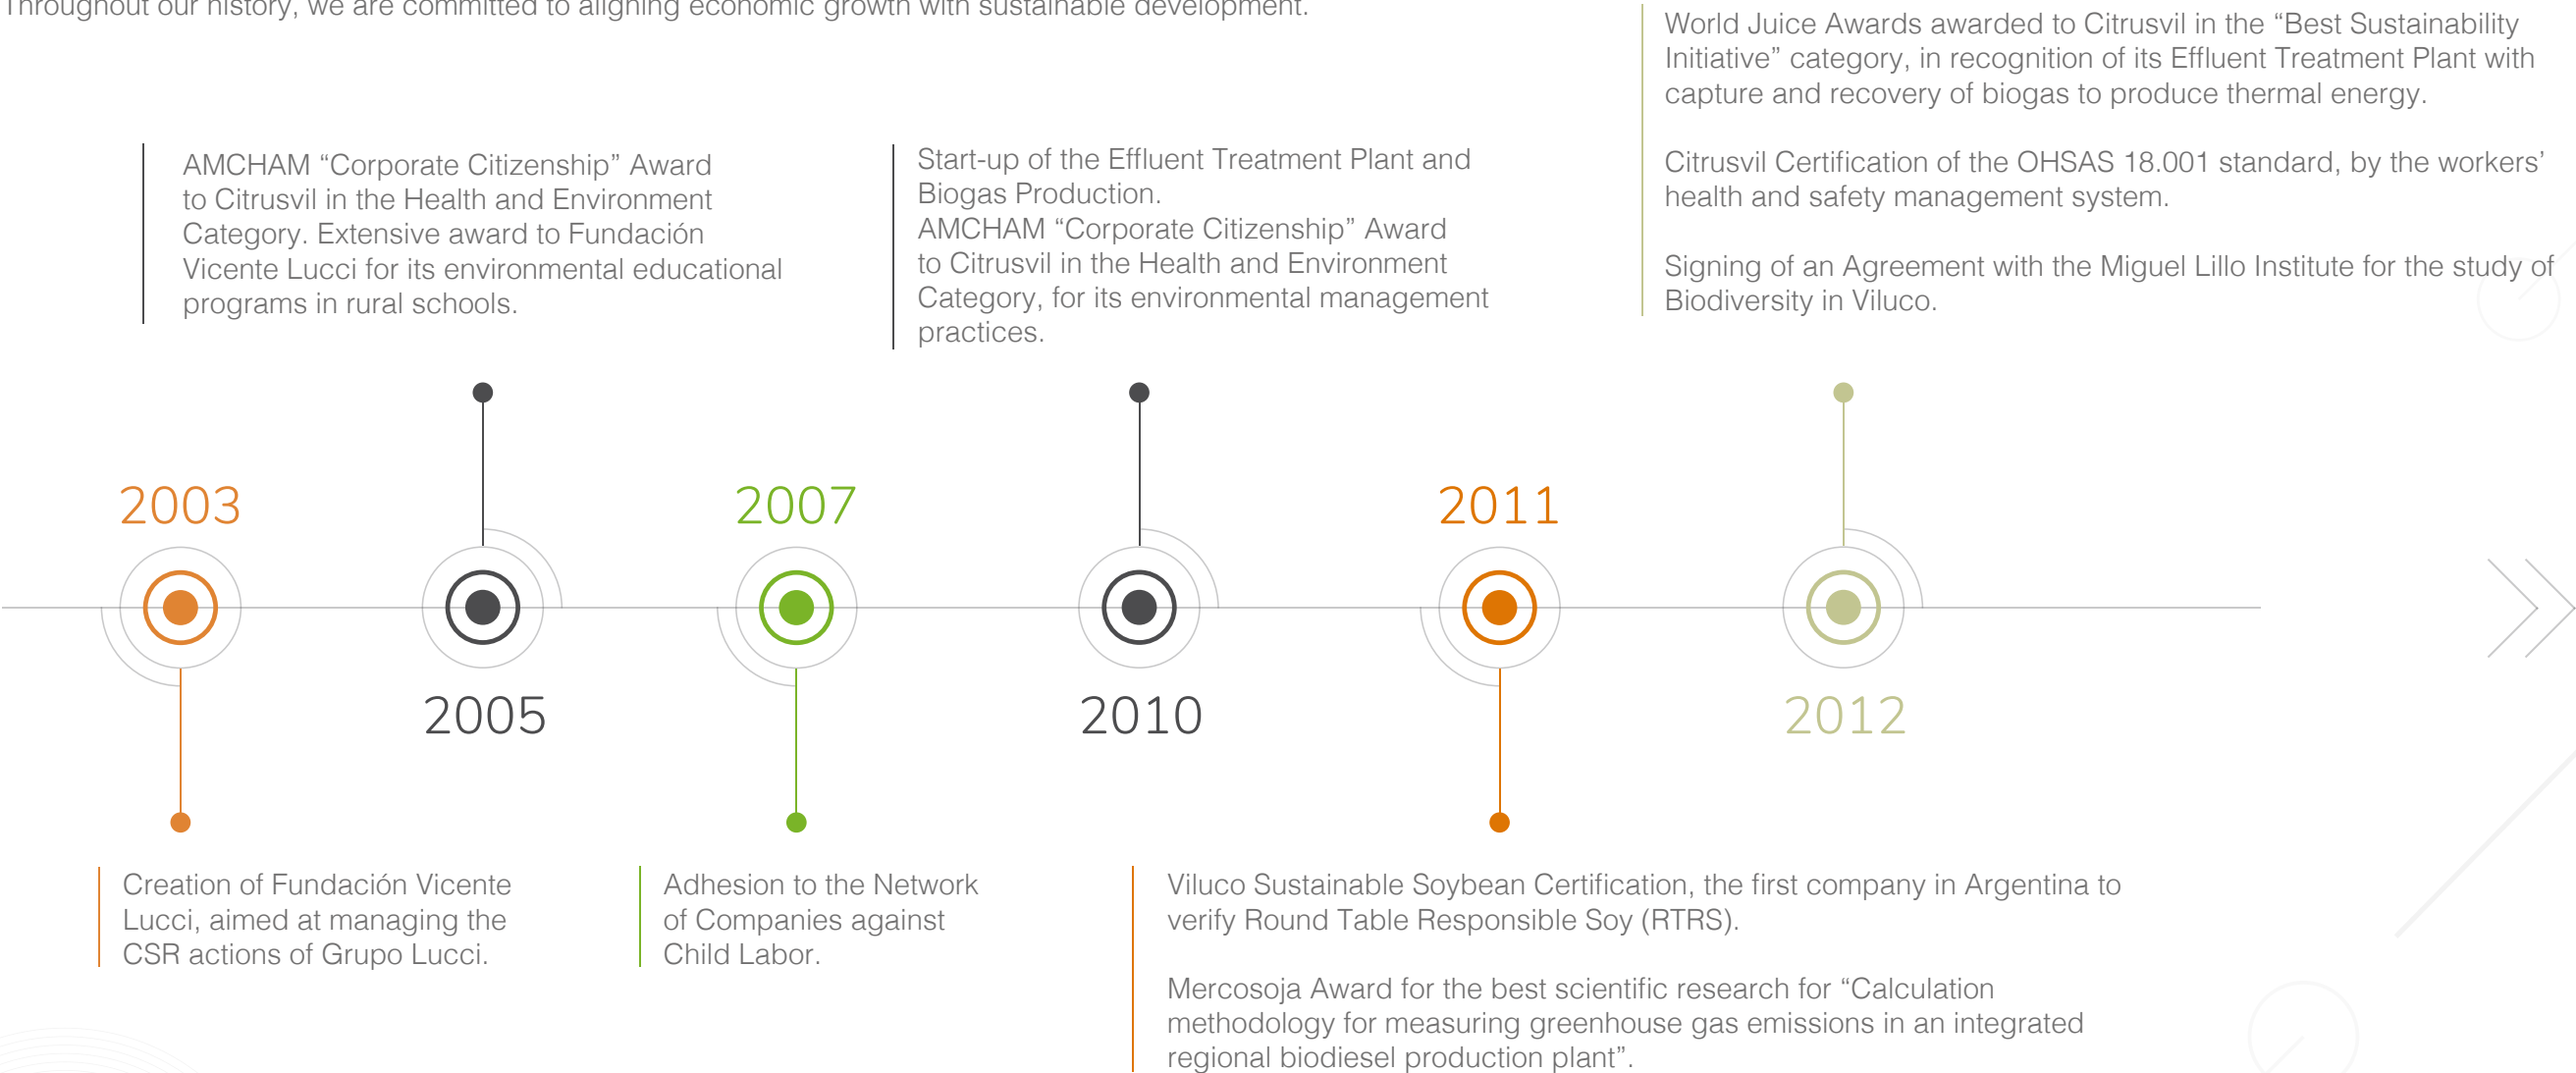 Throughout our history, we are committed to aligning economic growth with sustainable development.
AMCHAM “Corporate Citizenship” Award
to Citrusvil in the Health and Environment
Category. Extensive award to Fundación
Vicente Lucci for its environmental educational
programs in rural schools.
Start-up of the Effluent Treatment Plant and
Biogas Production.
AMCHAM “Corporate Citizenship” Award
to Citrusvil in the Health and Environment
Category, for its environmental management
practices.
World Juice Awards awarded to Citrusvil in the “Best Sustainability
Initiative” category, in recognition of its Effluent Treatment Plant with
capture and recovery of biogas to produce thermal energy.
Citrusvil Certification of the OHSAS 18.001 standard, by the workers’
health and safety management system.
Signing of an Agreement with the Miguel Lillo Institute for the study of
Biodiversity in Viluco.
2003
2005
2007
2010
2011
2012
Creation of Fundación Vicente
Lucci, aimed at managing the
CSR actions of Grupo Lucci.
Adhesion to the Network
of Companies against
Child Labor.
Viluco Sustainable Soybean Certification, the first company in Argentina to
verify Round Table Responsible Soy (RTRS).
Mercosoja Award for the best scientific research for “Calculation
methodology for measuring greenhouse gas emissions in an integrated
regional biodiesel production plant”.